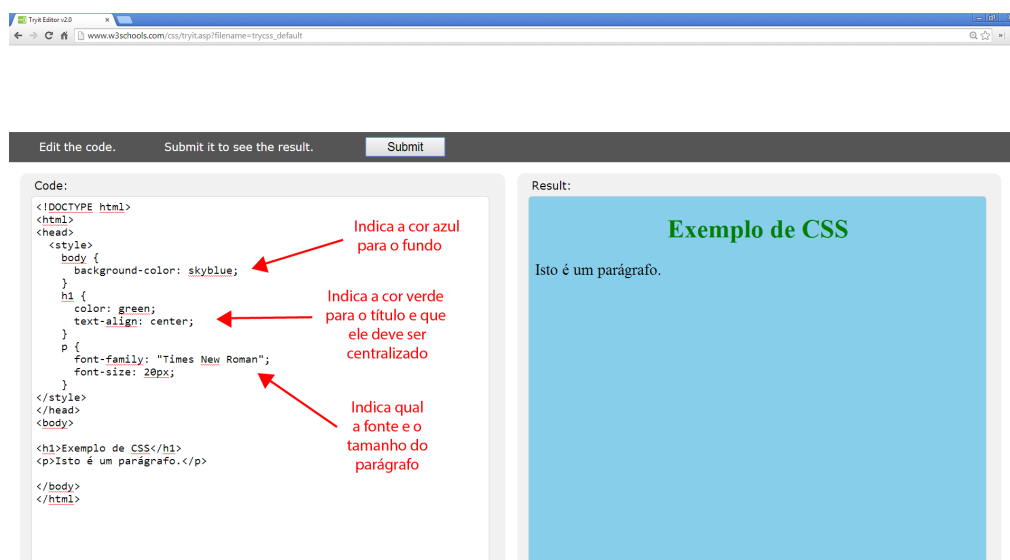 Tryit Editor v2.0
www.w3schools.com/css/tryit.asp?filename=trycss_default
Edit the code. Submit it to see the result. Submit
Code:
<!DOCTYPE html>
<html>
<head>
<style>
body {
background-color: skyblue;
}
h1 {
color: green;
text-align: center;
}
p {
font-family: "Times New Roman";
font-size: 20px;
}
</style>
</head>
<body>
<h1>Exemplo de CSS</h1>
<p>Isto é um parágrafo.</p>
</body>
</html>
Indica a cor azul
para o fundo
Indica a cor verde
para o título e que
ele deve ser
centralizado
Indica qual
a fonte e o
tamanho do
parágrafo
Result:
Exemplo de CSS
Isto é um parágrafo.